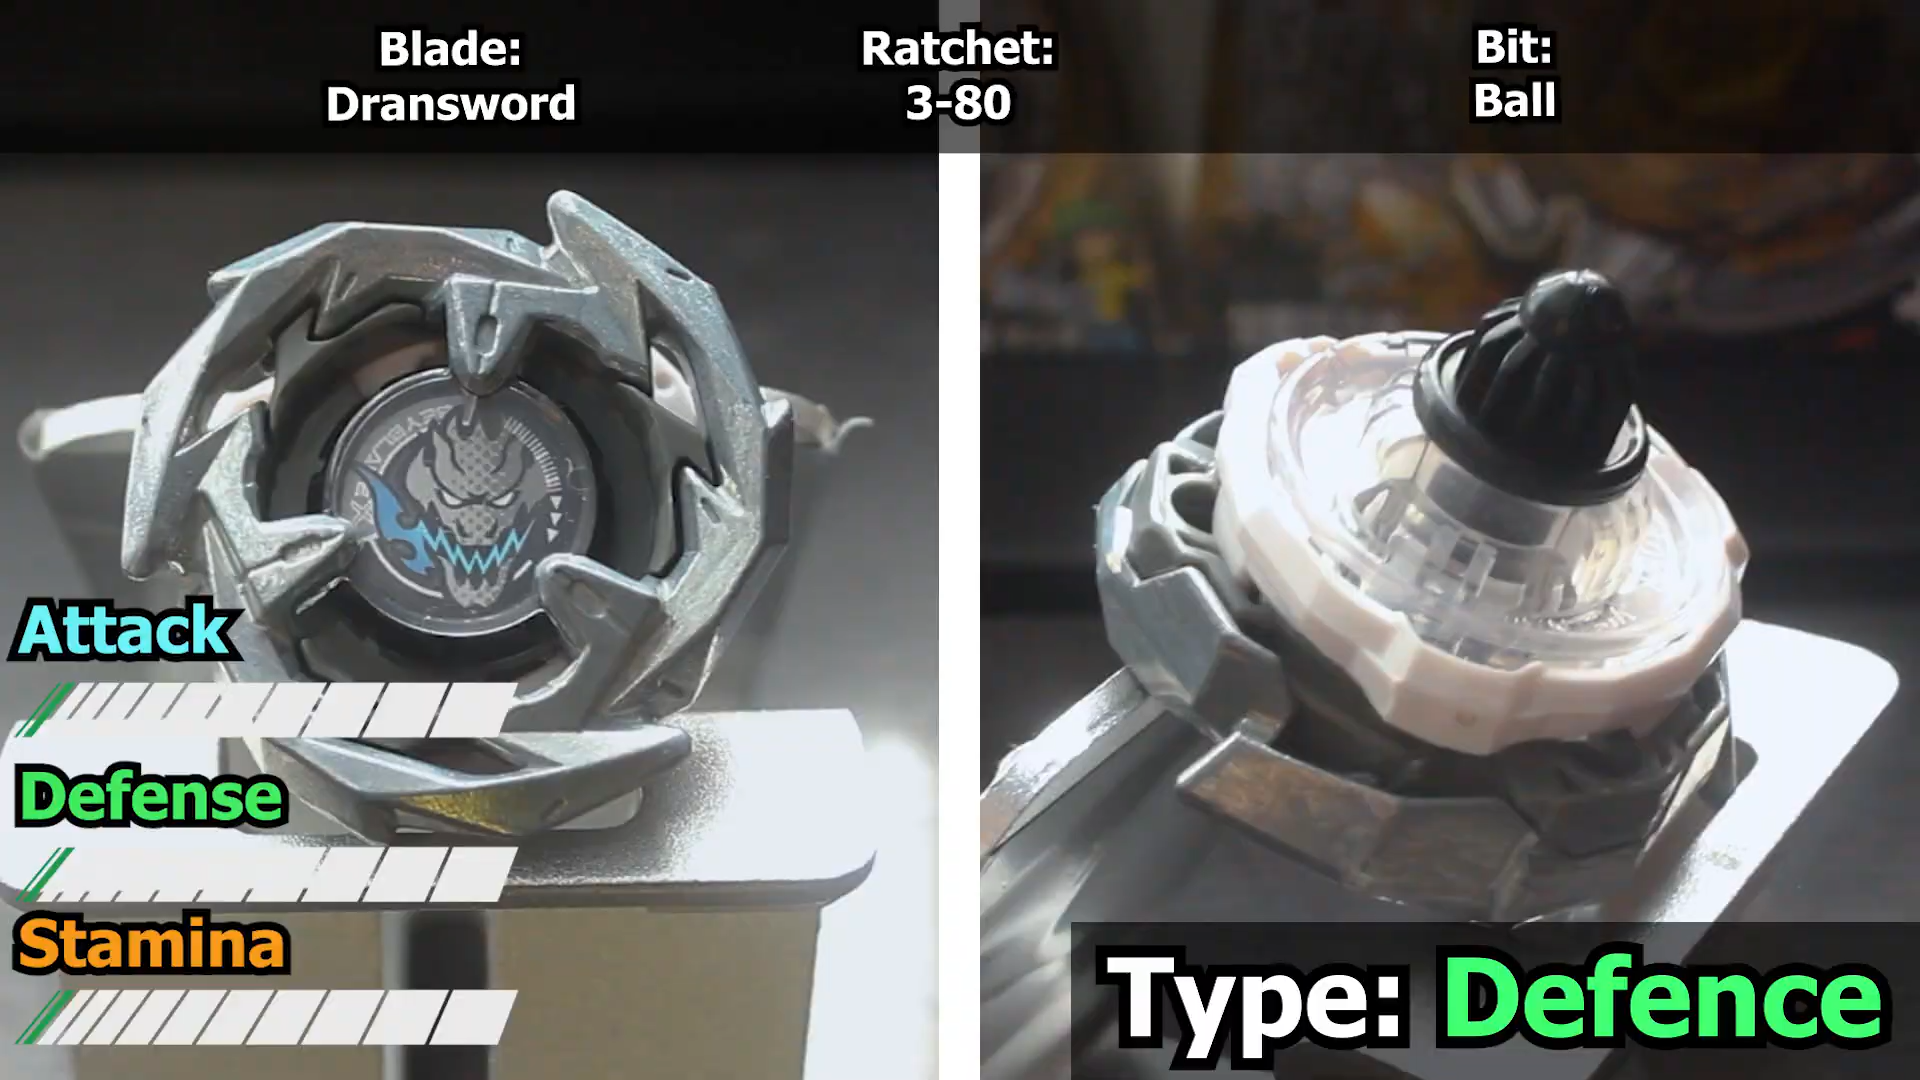 Blade:
Dransword
Ratchet:
3-80
Bit:
Ball
Attack
Defense
Stamina
Type: Defence